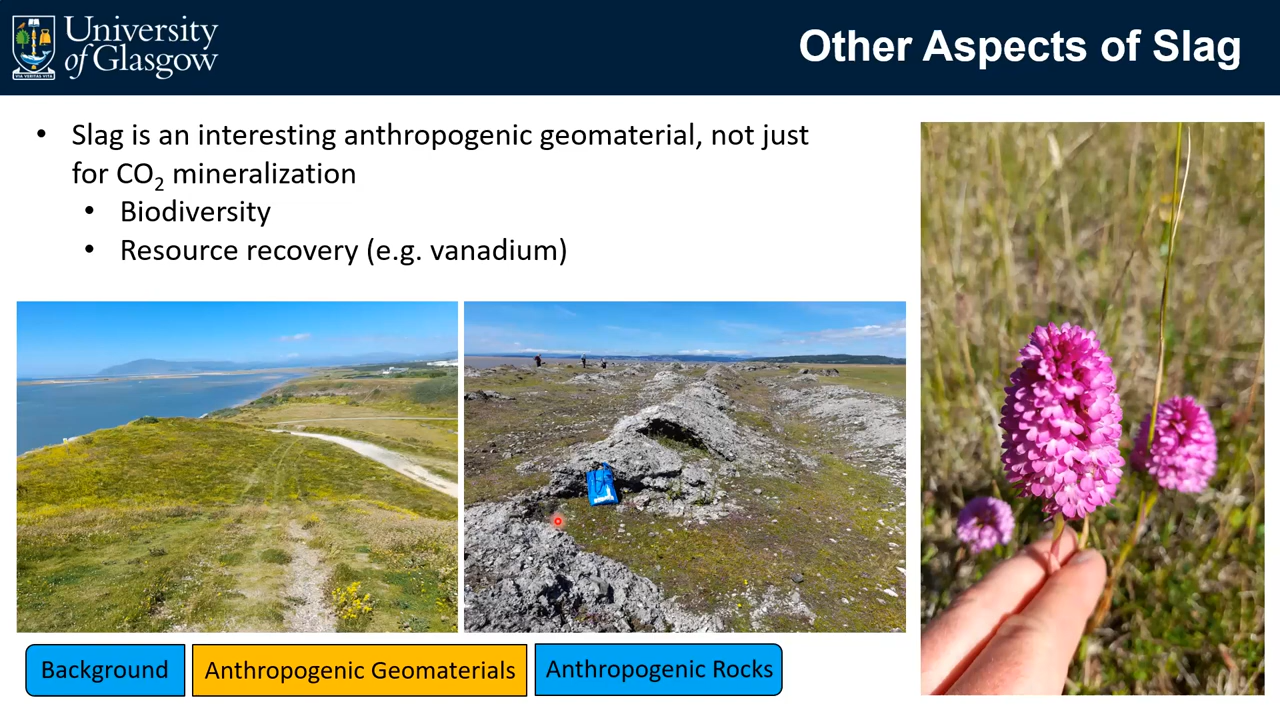 University
of Glasgow
Other Aspects of Slag
• Slag is an interesting anthropogenic geomaterial, not just
for CO₂ mineralization
• Biodiversity
• Resource recovery (e.g. vanadium)
Background
Anthropogenic Geomaterials
Anthropogenic Rocks